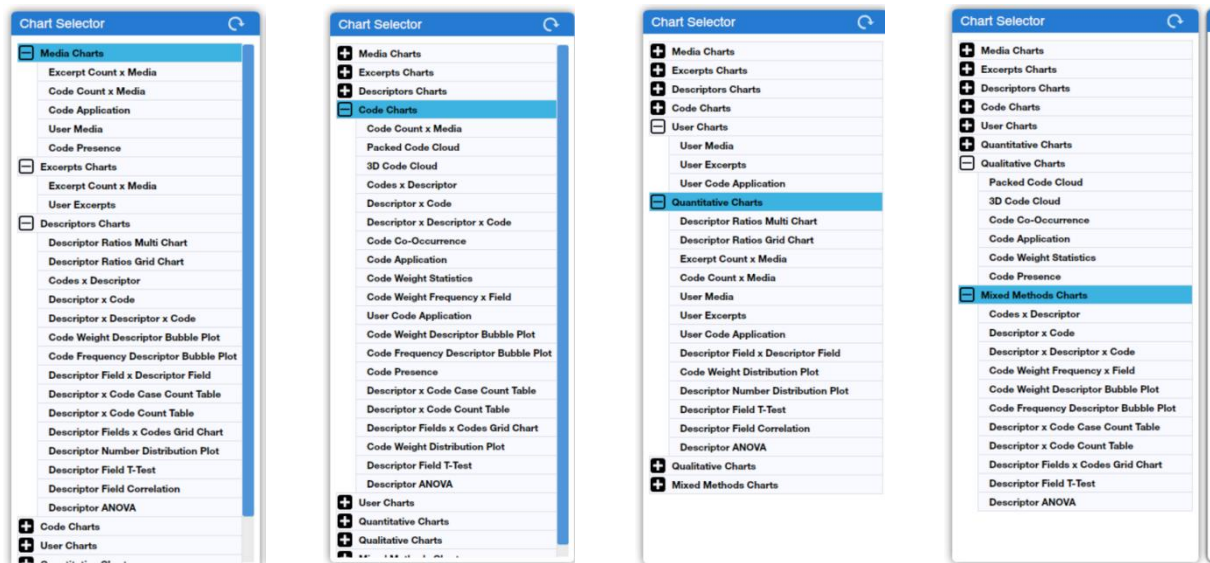 Chart Selector
Media Charts
Excerpt Count x Media
Code Count x Media
Code Application
User Media
Code Presence
Excerpts Charts
Excerpt Count x Media
User Excerpts
Descriptors Charts
Descriptor Ratios Multi Chart
Descriptor Ratios Grid Chart
Codes x Descriptor
Descriptor x Code
Descriptor x Descriptor x Code
Code Weight Descriptor Bubble Plot
Code Frequency Descriptor Bubble Plot
Descriptor Field x Descriptor Field
Descriptor x Code Case Count Table
Descriptor x Code Count Table
Descriptor Fields x Codes Grid Chart
Descriptor Number Distribution Plot
Descriptor Field T-Test
Descriptor Field Correlation
Descriptor ANOVA
Code Charts
User Charts
Chart Selector
Media Charts
Excerpts Charts
Descriptors Charts
Code Charts
Code Count x Media
Packed Code Cloud
3D Code Cloud
Codes x Descriptor
Descriptor x Code
Descriptor x Descriptor x Code
Code Co-Occurrence
Code Application
Code Weight Statistics
Code Weight Frequency x Field
User Code Application
Code Weight Descriptor Bubble Plot
Code Frequency Descriptor Bubble Plot
Code Presence
Descriptor x Code Case Count Table
Descriptor x Code Count Table
Descriptor Fields x Codes Grid Chart
Code Weight Distribution Plot
Descriptor Field T-Test
Descriptor ANOVA
User Charts
Quantitative Charts
Qualitative Charts
Chart Selector
Media Charts
Excerpts Charts
Descriptors Charts
Code Charts
User Charts
User Media
User Excerpts
User Code Application
Quantitative Charts
Descriptor Ratios Multi Chart
Descriptor Ratios Grid Chart
Excerpt Count x Media
Code Count x Media
User Media
User Excerpts
User Code Application
Descriptor Field x Descriptor Field
Code Weight Distribution Plot
Descriptor Number Distribution Plot
Descriptor Field T-Test
Descriptor Field Correlation
Descriptor ANOVA
Qualitative Charts
Mixed Methods Charts
Chart Selector
Media Charts
Excerpts Charts
Descriptors Charts
Code Charts
User Charts
Quantitative Charts
Qualitative Charts
Packed Code Cloud
3D Code Cloud
Code Co-Occurrence
Code Application
Code Weight Statistics
Code Presence
Mixed Methods Charts
Codes x Descriptor
Descriptor x Code
Descriptor x Descriptor x Code
Code Weight Frequency x Field
Code Weight Descriptor Bubble Plot
Code Frequency Descriptor Bubble Plot
Descriptor x Code Case Count Table
Descriptor x Code Count Table
Descriptor Fields x Codes Grid Chart
Descriptor Field T-Test
Descriptor ANOVA